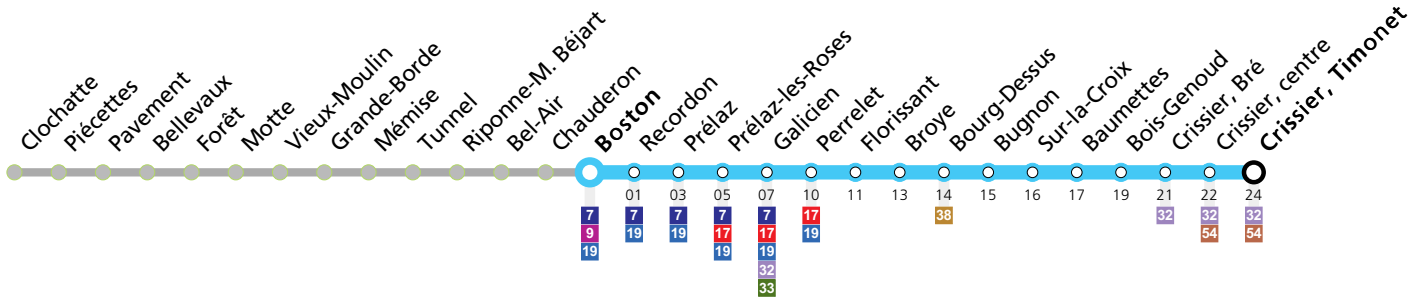 Clochatte
Piécettes
Pavement
Bellevaux
Forêt
Motte
Vieux-Moulin
Grande-Borde
Mémise
Tunnel
Riponne-M. Béjart
Bel-Air
Chauderon
Boston
Recordon
Prélaz
Prélaz-les-Roses
Galicien
Perrelet
Florissant
Broye
Bourg-Dessus
Bugnon
Sur-la-Croix
Baumettes
Bois-Genoud
Crissier, Bré
Crissier, centre
Crissier, Timonet
01 03 05 07 10 11 13 14 15 16 17 19 21 22 24
7 7 7 7 7 17 38 32 32 32
9 19 19 17 17 19 54 54
19 19 19
32
33